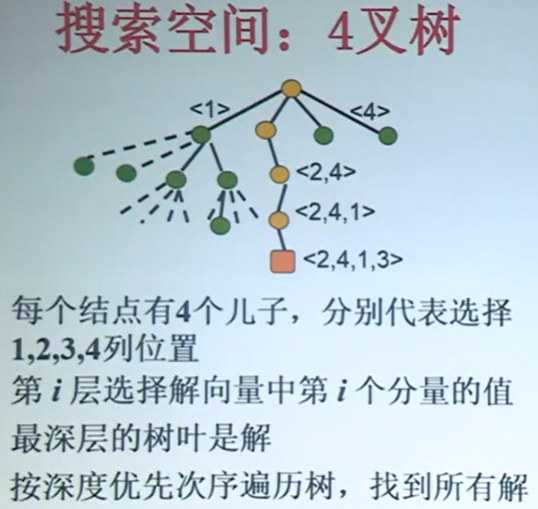 搜索空间：4叉树
<1>
<4>
<2,4>
<2,4,1>
<2,4,1,3>
每个结点有4个儿子，分别代表选择
1,2,3,4列位置
第 i 层选择解向量中第 i 个分量的值
最深层的树叶是解
按深度优先次序遍历树，找到所有解